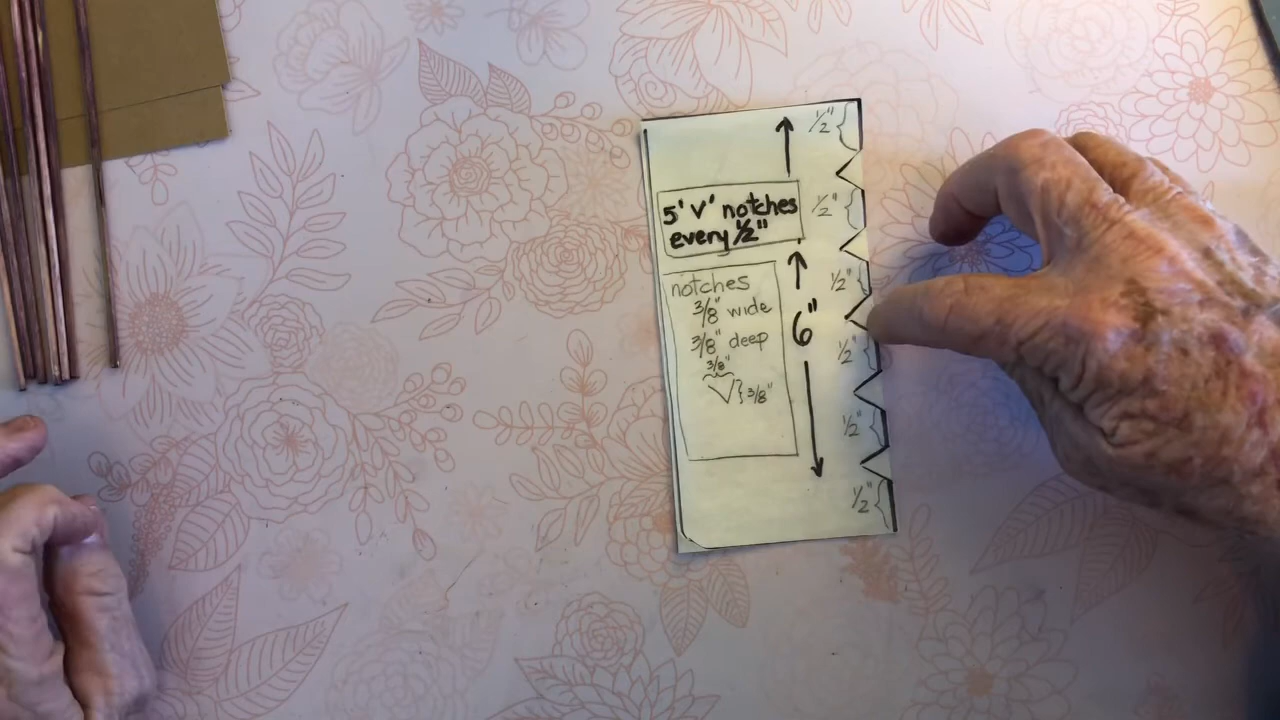 1/2"
5 'V' notches
every 1/2"
1/2"
notches
3/8" wide
3/8" deep
3/8"
3/8"
6"
1/2"
1/2"
1/2"
1/2"